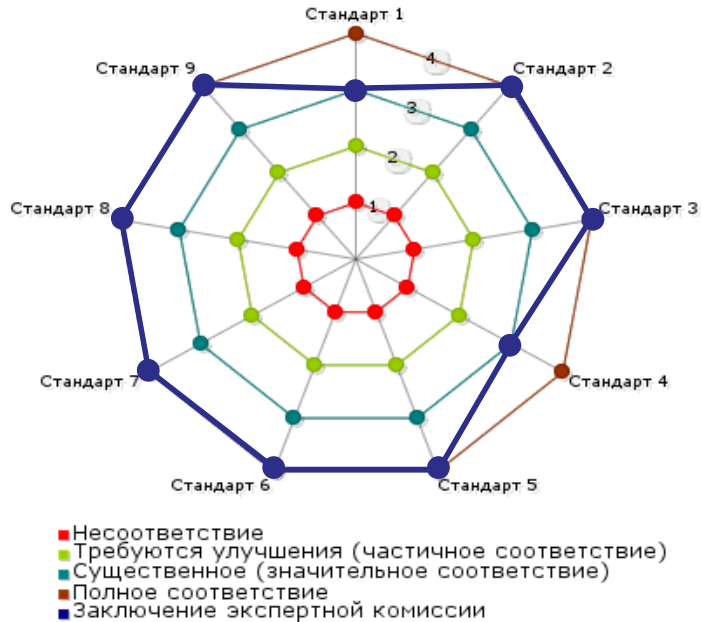 Стандарт 1
Стандарт 9
4
Стандарт 2
3
2
Стандарт 8
1
Стандарт 3
Стандарт 7
Стандарт 4
Стандарт 6
Стандарт 5
Несоответствие
Требуются улучшения (частичное соответствие)
Существенное (значительное соответствие)
Полное соответствие
Заключение экспертной комиссии